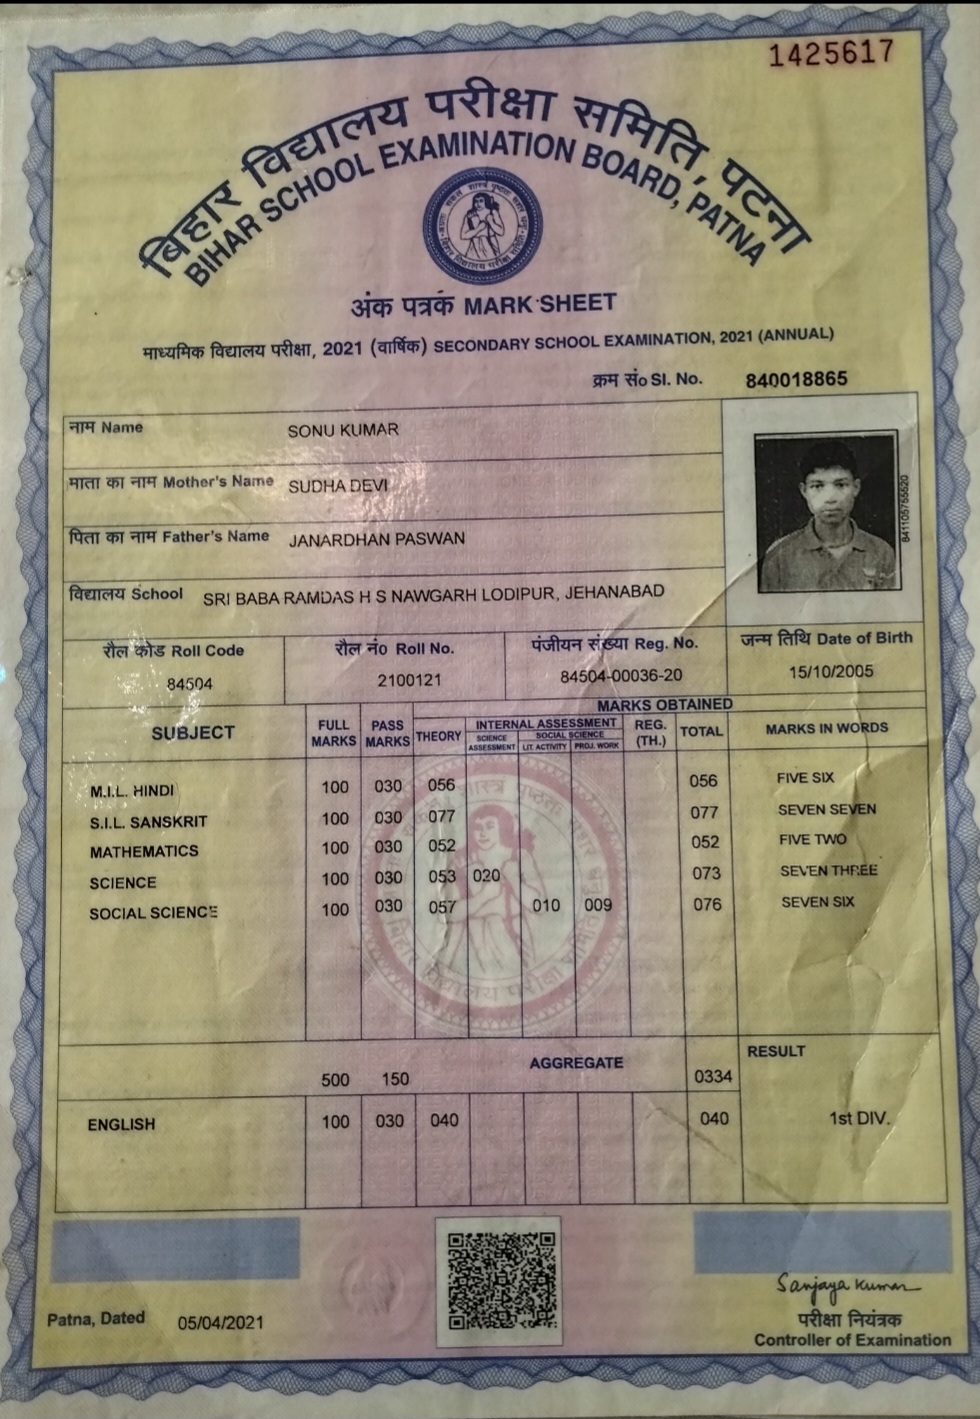 1425617
बिहार विद्यालय परीक्षा समिति, पटना
BIHAR SCHOOL EXAMINATION BOARD, PATNA
अंक पत्रक MARK SHEET
माध्यमिक विद्यालय परीक्षा, 2021 (वार्षिक) SECONDARY SCHOOL EXAMINATION, 2021 (ANNUAL)
क्रम सं० Sl. No. 840018865
नाम Name SONU KUMAR
माता का नाम Mother's Name SUDHA DEVI
पिता का नाम Father's Name JANARDHAN PASWAN
विद्यालय School SRI BABA RAMDAS H S NAWGARH LODIPUR, JEHANABAD
रौल कोड Roll Code रौल नं० Roll No. पंजीयन संख्या Reg. No. जन्म तिथि Date of Birth
84504 2100121 84504-00036-20 15/10/2005
MARKS OBTAINED
SUBJECT FULL MARKS PASS MARKS THEORY INTERNAL ASSESSMENT REG. (TH.) TOTAL MARKS IN WORDS
SCIENCE ASSESSMENT SOCIAL SCIENCE
LIT. ACTIVITY PROJ. WORK
M.I.L. HINDI 100 030 056 056 FIVE SIX
S.I.L. SANSKRIT 100 030 077 077 SEVEN SEVEN
MATHEMATICS 100 030 052 052 FIVE TWO
SCIENCE 100 030 053 020 073 SEVEN THREE
SOCIAL SCIENCE 100 030 057 010 009 076 SEVEN SIX
AGGREGATE RESULT
500 150 0334
ENGLISH 100 030 040 040 1st DIV.
Sanjaya Kumar
Patna, Dated 05/04/2021
परीक्षा नियंत्रक
Controller of Examination